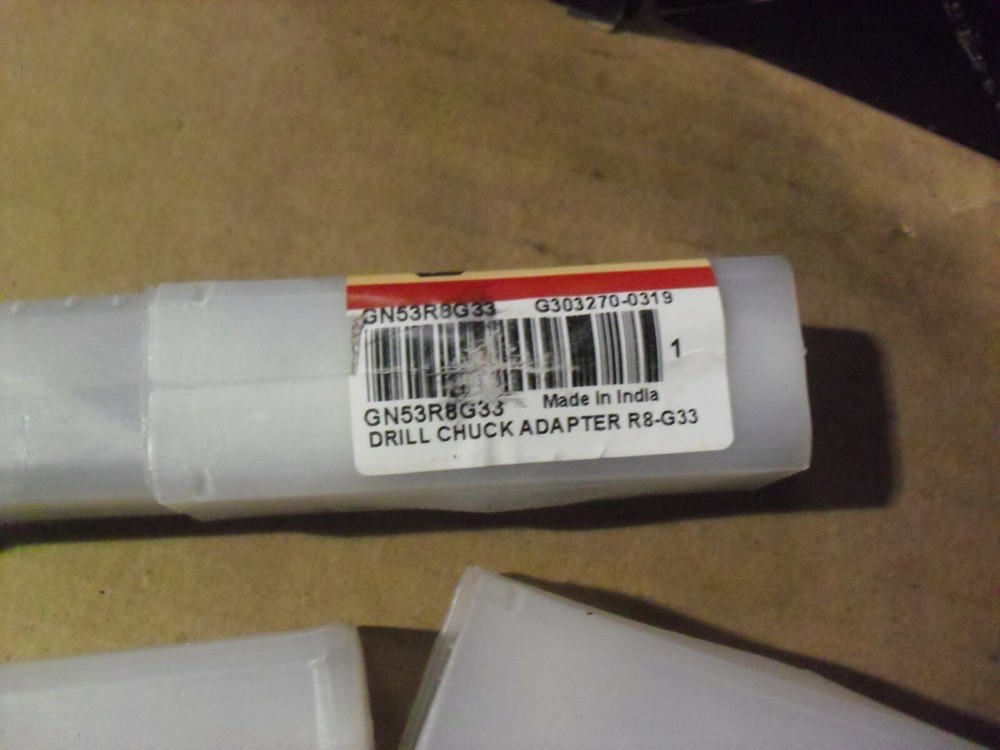 GN53R8G33 G303270-0319
1
GN53R8G33 Made in India
DRILL CHUCK ADAPTER R8-G33